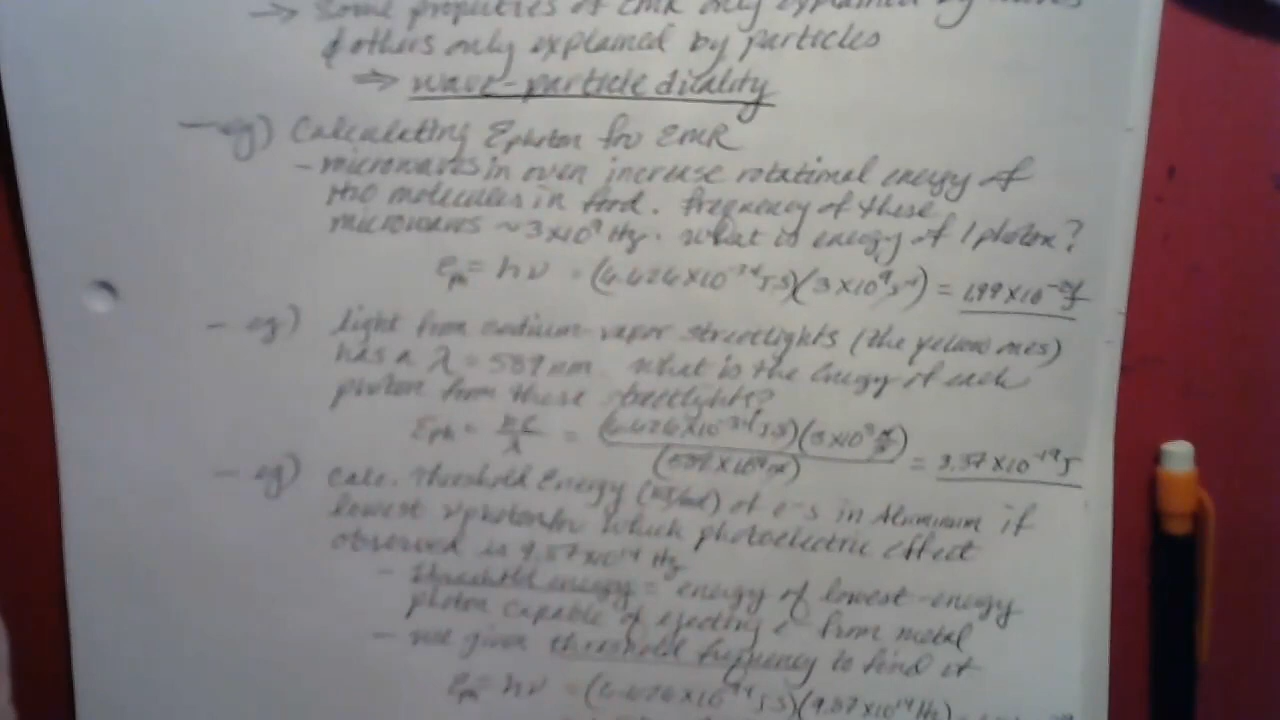 → Some properties of EMR only explained by waves
& others only explained by particles
⇒ wave-particle duality
- eg) Calculating Ephoton for EMR
- microwaves in oven increase rotational energy of
H2O molecules in food. Frequency of these
microwaves ~3x10⁹ Hz. What is energy of 1 photon?
Eph = hν = (6.626x10⁻³⁴ Js)(3x10⁹ s⁻¹) = 1.99x10⁻²⁴ J
- eg) light from sodium-vapor streetlights (the yellow ones)
has a λ = 589 nm. What is the Energy of each
photon from these streetlights?
Eph = hc/λ = (6.626x10⁻³⁴ Js)(3x10⁸ m/s) / (589x10⁻⁹ m) = 3.37x10⁻¹⁹ J
- eg) Calc. Threshold Energy (kJ/mol) of e⁻s in Aluminum if
lowest νphoton for which photoelectric effect
observed is 9.87x10¹⁴ Hz
- threshold energy = energy of lowest-energy
photon capable of ejecting e⁻ from metal
- use given threshold frequency to find it
Eph = hν = (6.626x10⁻³⁴ Js)(9.87x10¹⁴ Hz)